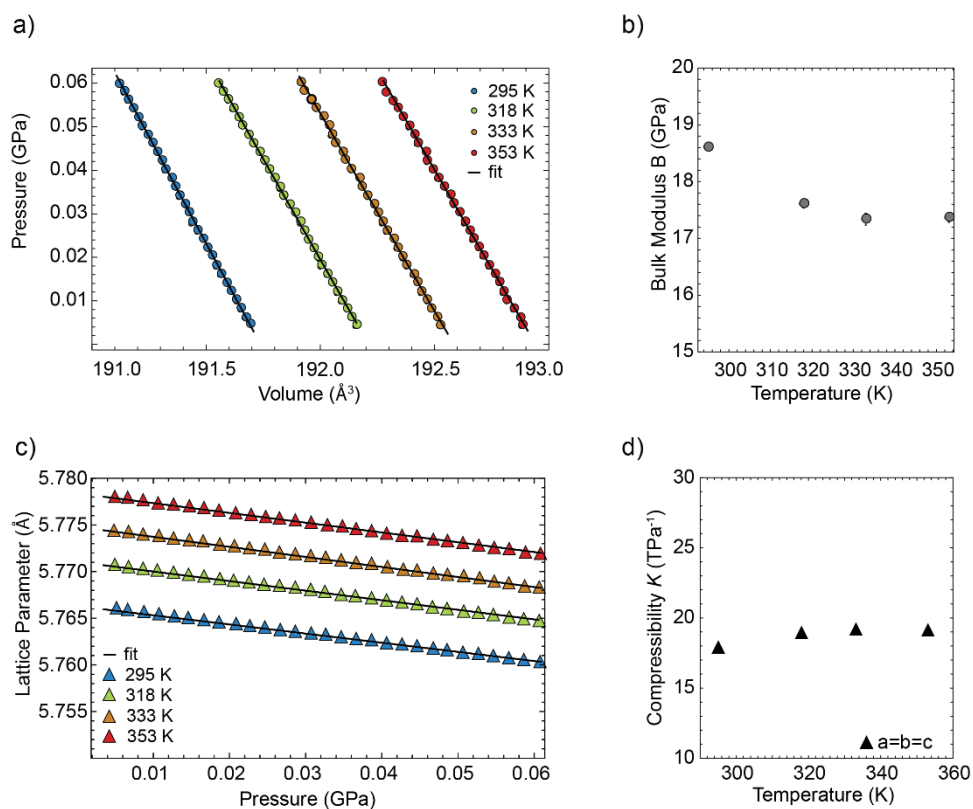 a)
0.06
0.05
0.04
0.03
0.02
0.01
Pressure (GPa)
295 K
318 K
333 K
353 K
fit
191.0 191.5 192.0 192.5 193.0
Volume (Å³)
b)
20
19
18
17
16
15
Bulk Modulus B (GPa)
300 310 320 330 340 350
Temperature (K)
c)
5.780
5.775
5.770
5.765
5.760
5.755
Lattice Parameter (Å)
fit
295 K
318 K
333 K
353 K
0.01 0.02 0.03 0.04 0.05 0.06
Pressure (GPa)
d)
30
25
20
15
10
Compressibility K (TPa⁻¹)
a=b=c
300 320 340 360
Temperature (K)